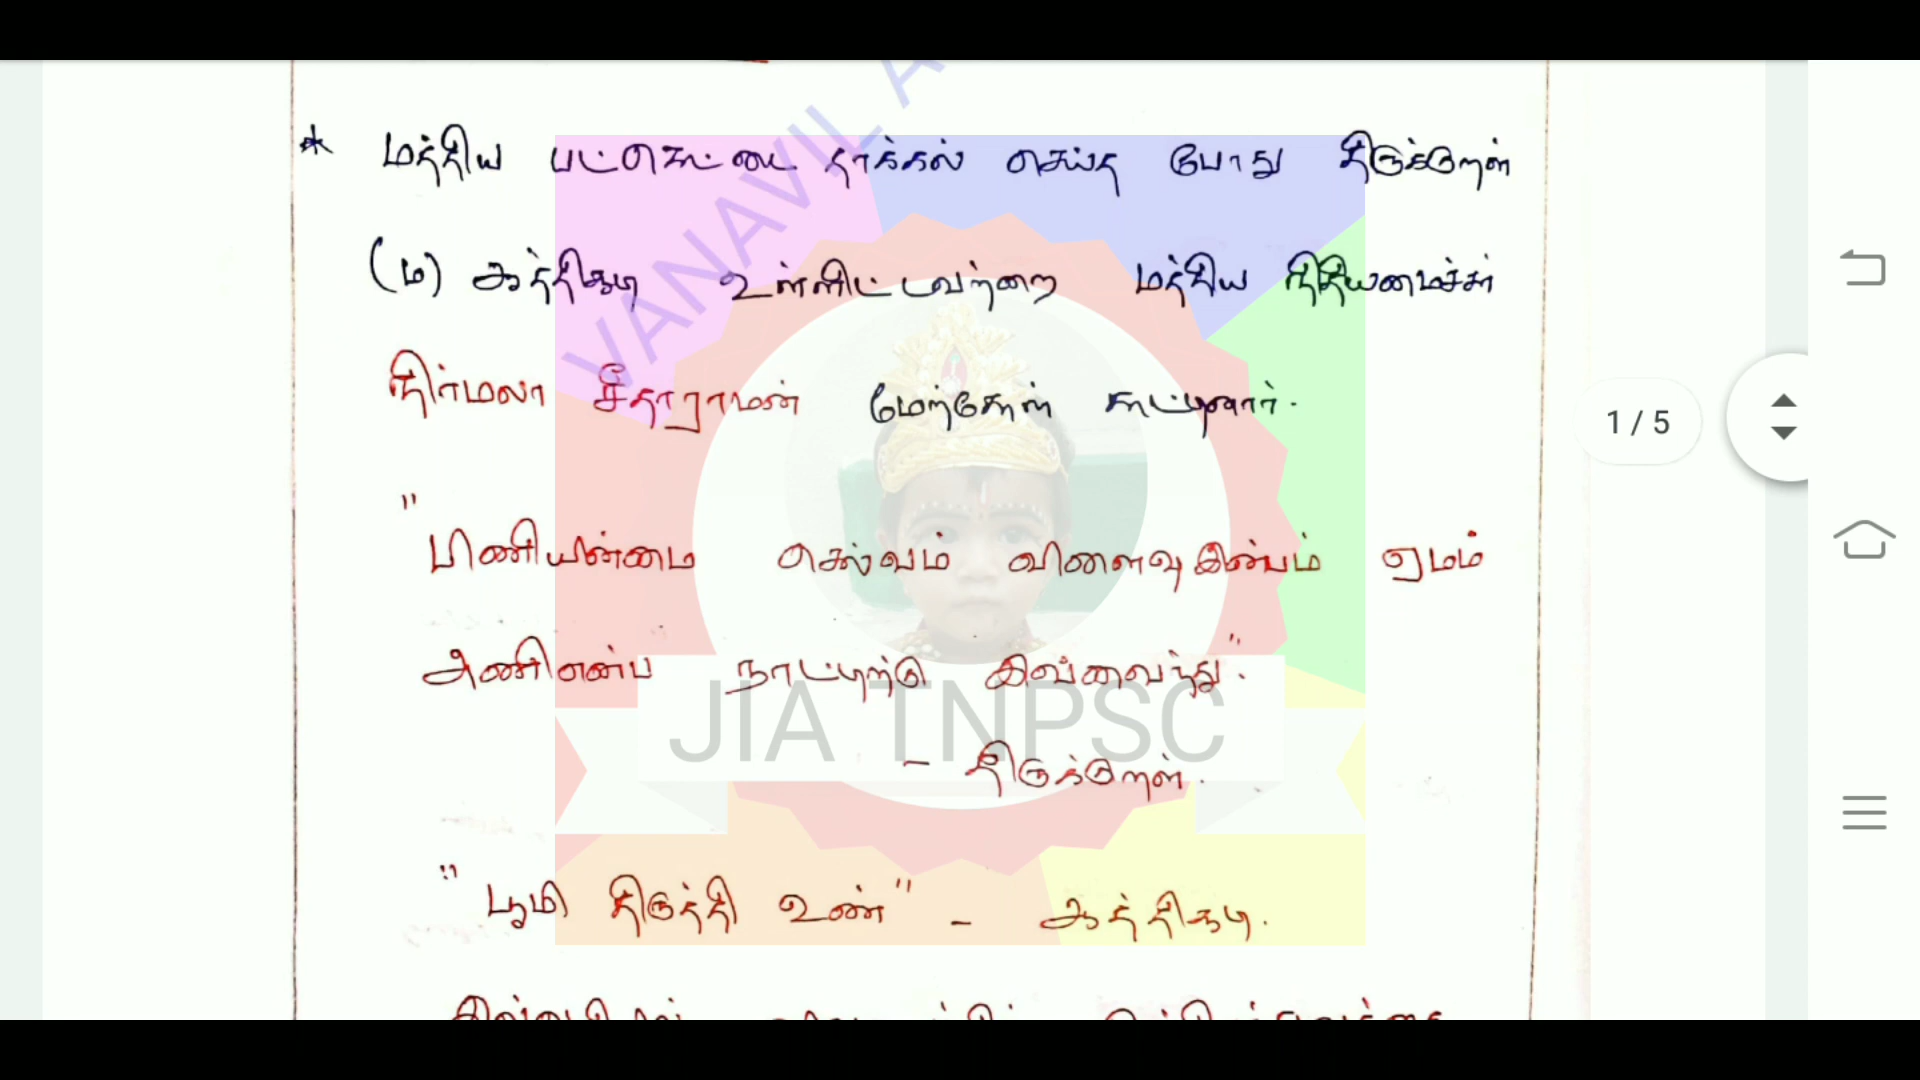 VANAVIL A
* மத்திய பட்ஜெட்டை தாக்கல் செய்த போது திருக்குறள்
(ம) ஆத்திசூடி உள்ளிட்டவற்றை மத்திய நிதியமைச்சர்
நிர்மலா சீதாராமன் மேற்கோள் காட்டினார்.
"பிணியின்மை செல்வம் விளைவுஇன்பம் ஏமம்
அணிஎன்ப நாட்டிற்கு இவ்வைந்து".
- திருக்குறள்.
JIA TNPSC
"பூமி திருத்தி உண்" - ஆத்திசூடி.
1 / 5